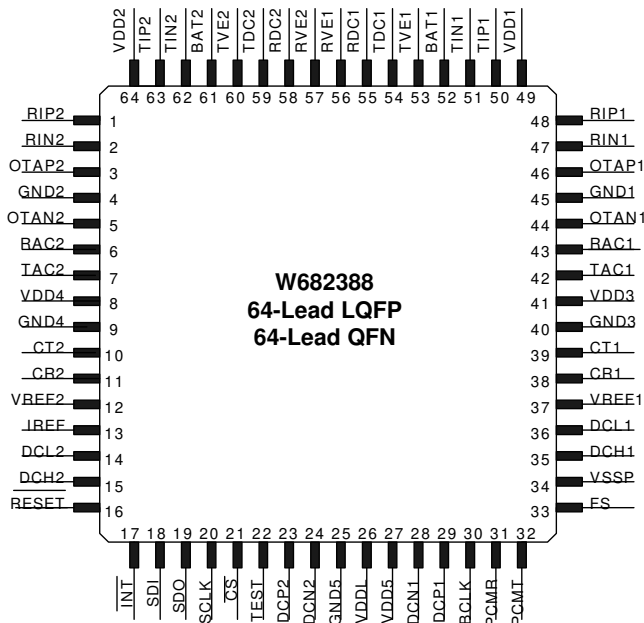 VDD2 TIP2 TIN2 BAT2 TVE2 TDC2 RDC2 RVE2 RVE1 RDC1 TDC1 TVE1 BAT1 TIN1 TIP1 VDD1
64 63 62 61 60 59 58 57 56 55 54 53 52 51 50 49
RIP2 1 48 RIP1
RIN2 2 47 RIN1
OTAP2 3 46 OTAP1
GND2 4 45 GND1
OTAN2 5 44 OTAN1
RAC2 6 43 RAC1
TAC2 7 42 TAC1
VDD4 8 41 VDD3
GND4 9 40 GND3
CT2 10 39 CT1
CR2 11 38 CR1
VREF2 12 37 VREF1
IREF 13 36 DCL1
DCL2 14 35 DCH1
DCH2 15 34 VSSP
RESET 16 33 FS
W682388
64-Lead LQFP
64-Lead QFN
17 18 19 20 21 22 23 24 25 26 27 28 29 30 31 32
INT SDI SDO SCLK CS TEST DCP2 DCN2 GND5 VDDL VDD5 DCN1 DCP1 BCLK PCMR PCMT